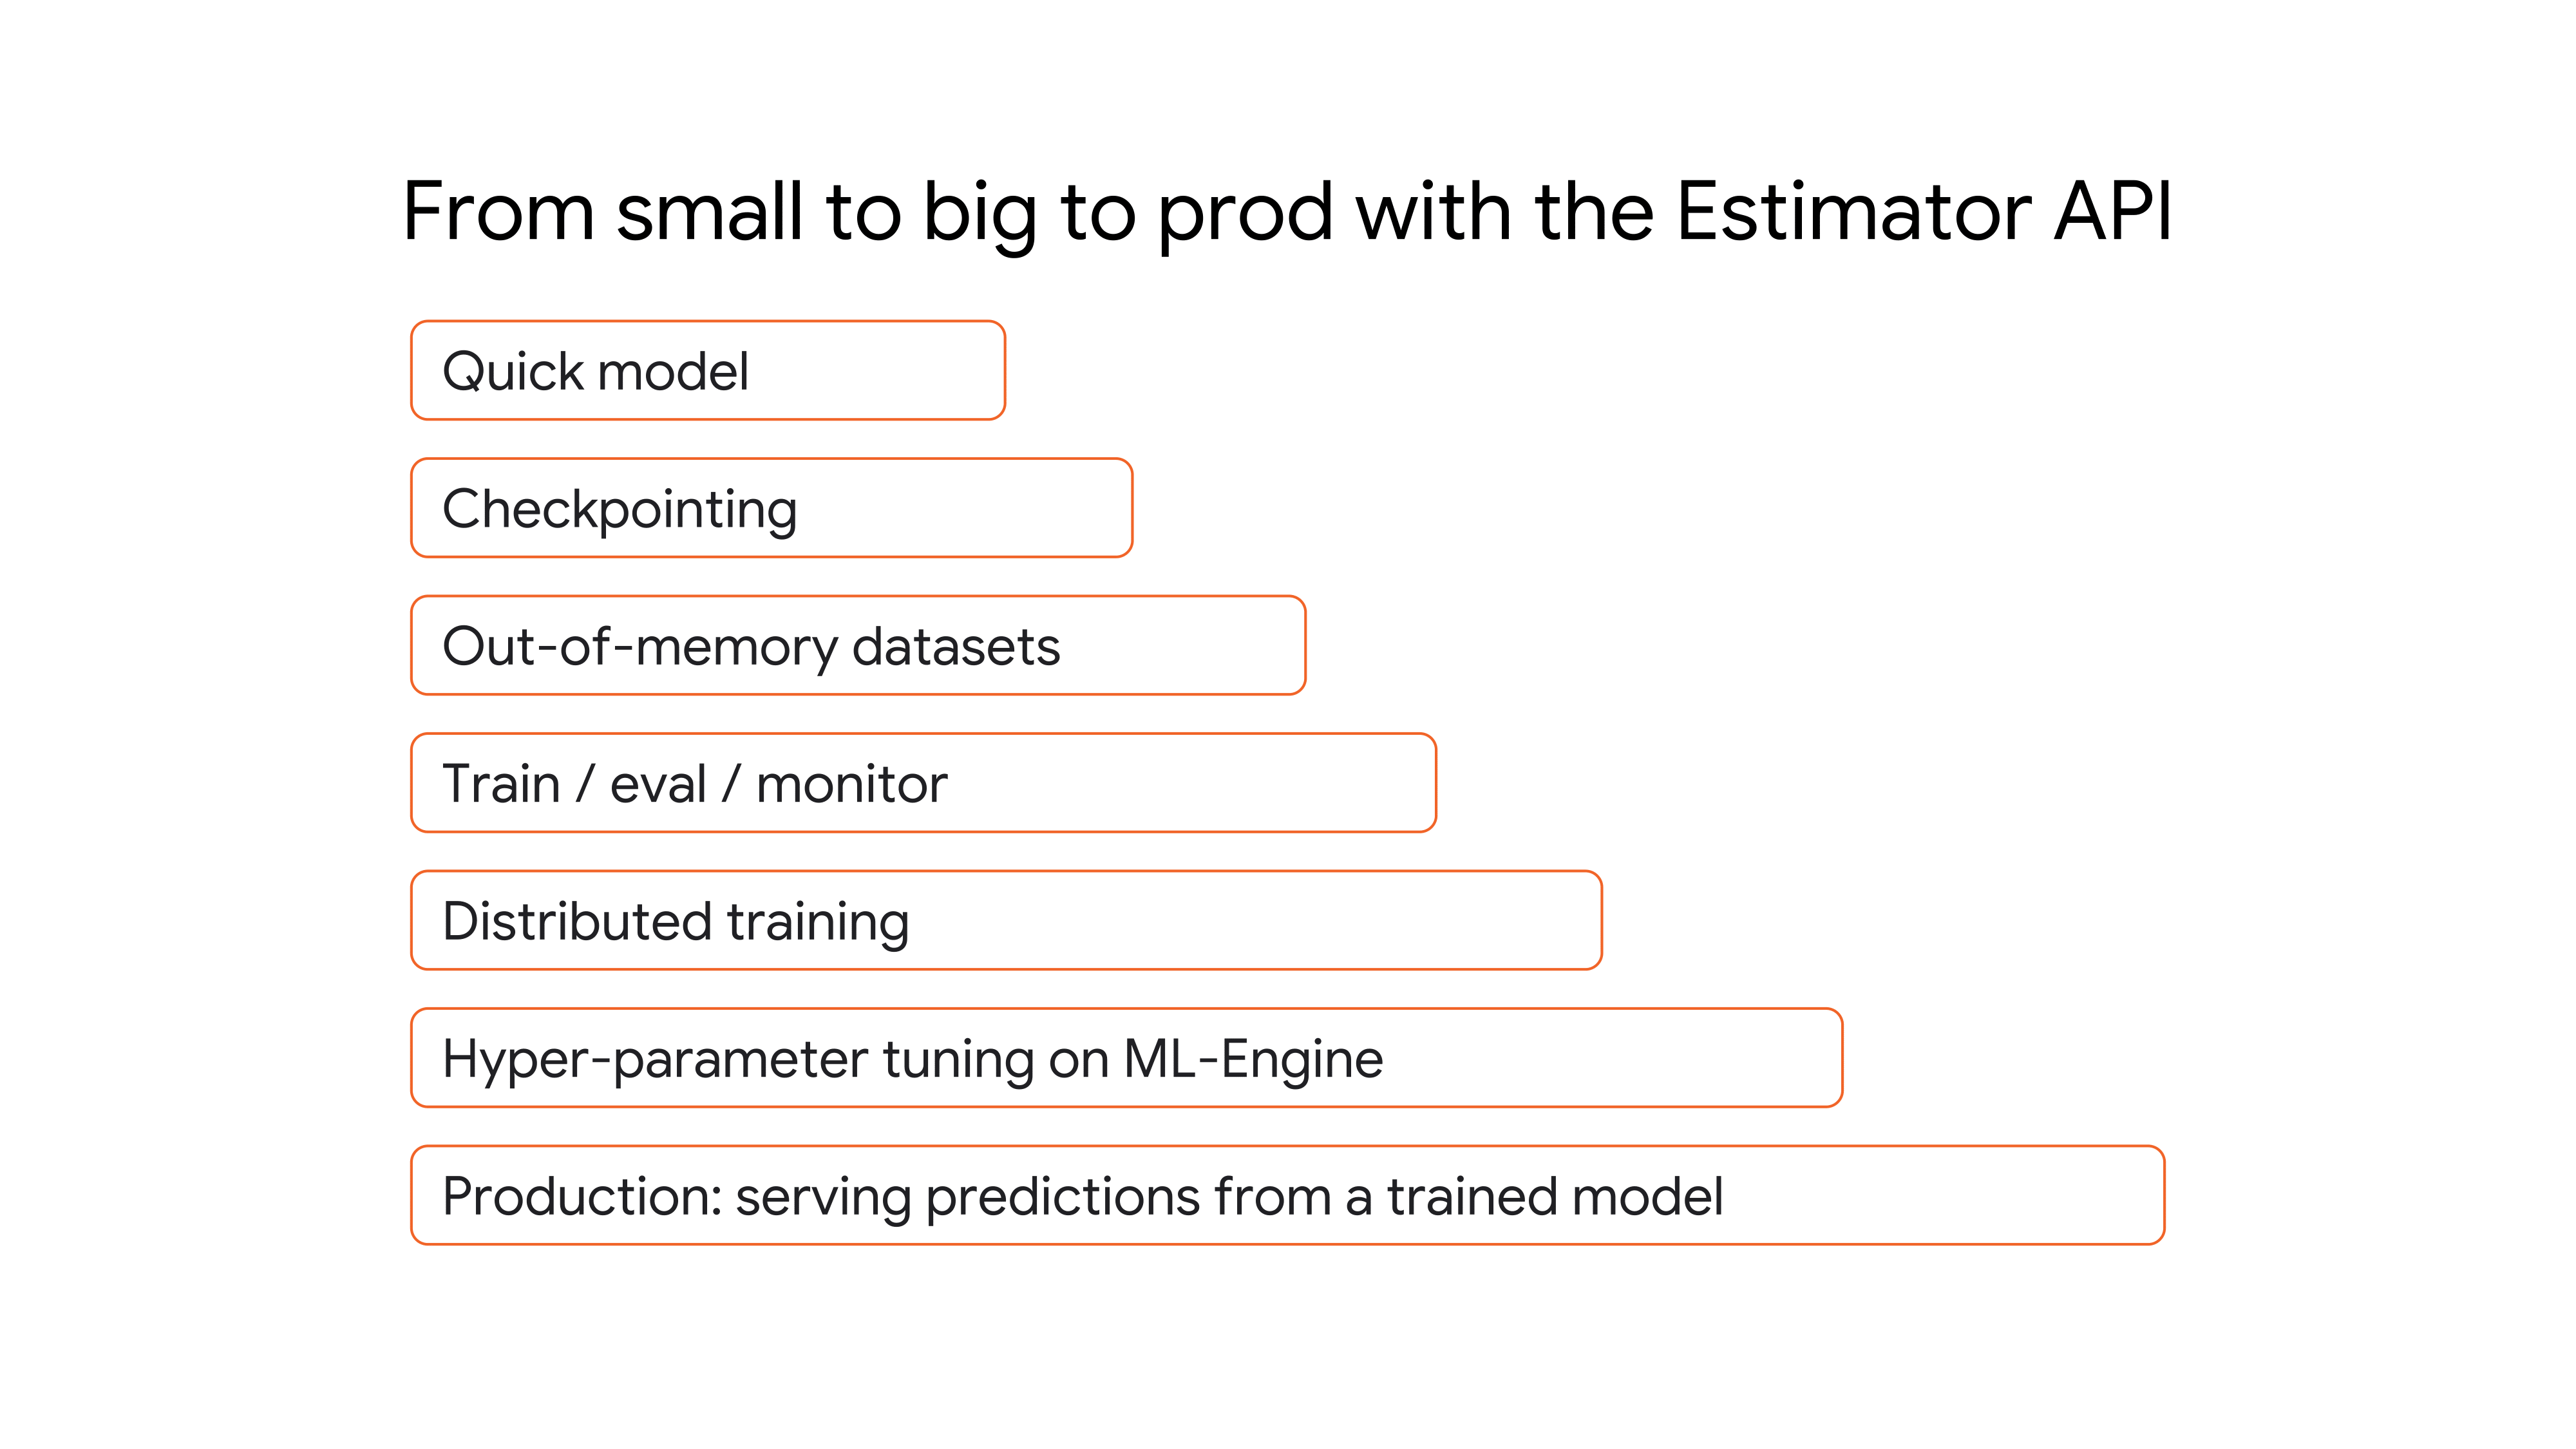 From small to big to prod with the Estimator API
Quick model
Checkpointing
Out-of-memory datasets
Train / eval / monitor
Distributed training
Hyper-parameter tuning on ML-Engine
Production: serving predictions from a trained model